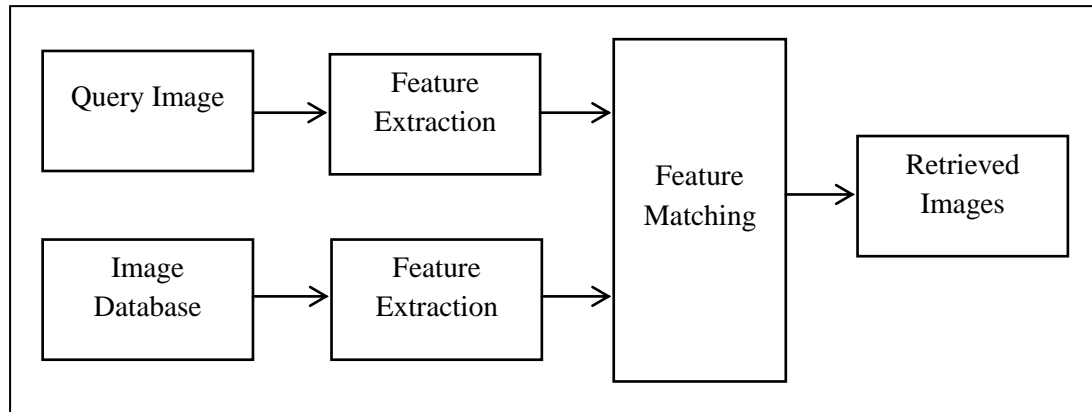 Query Image
Feature
Extraction
Image
Database
Feature
Extraction
Feature
Matching
Retrieved
Images